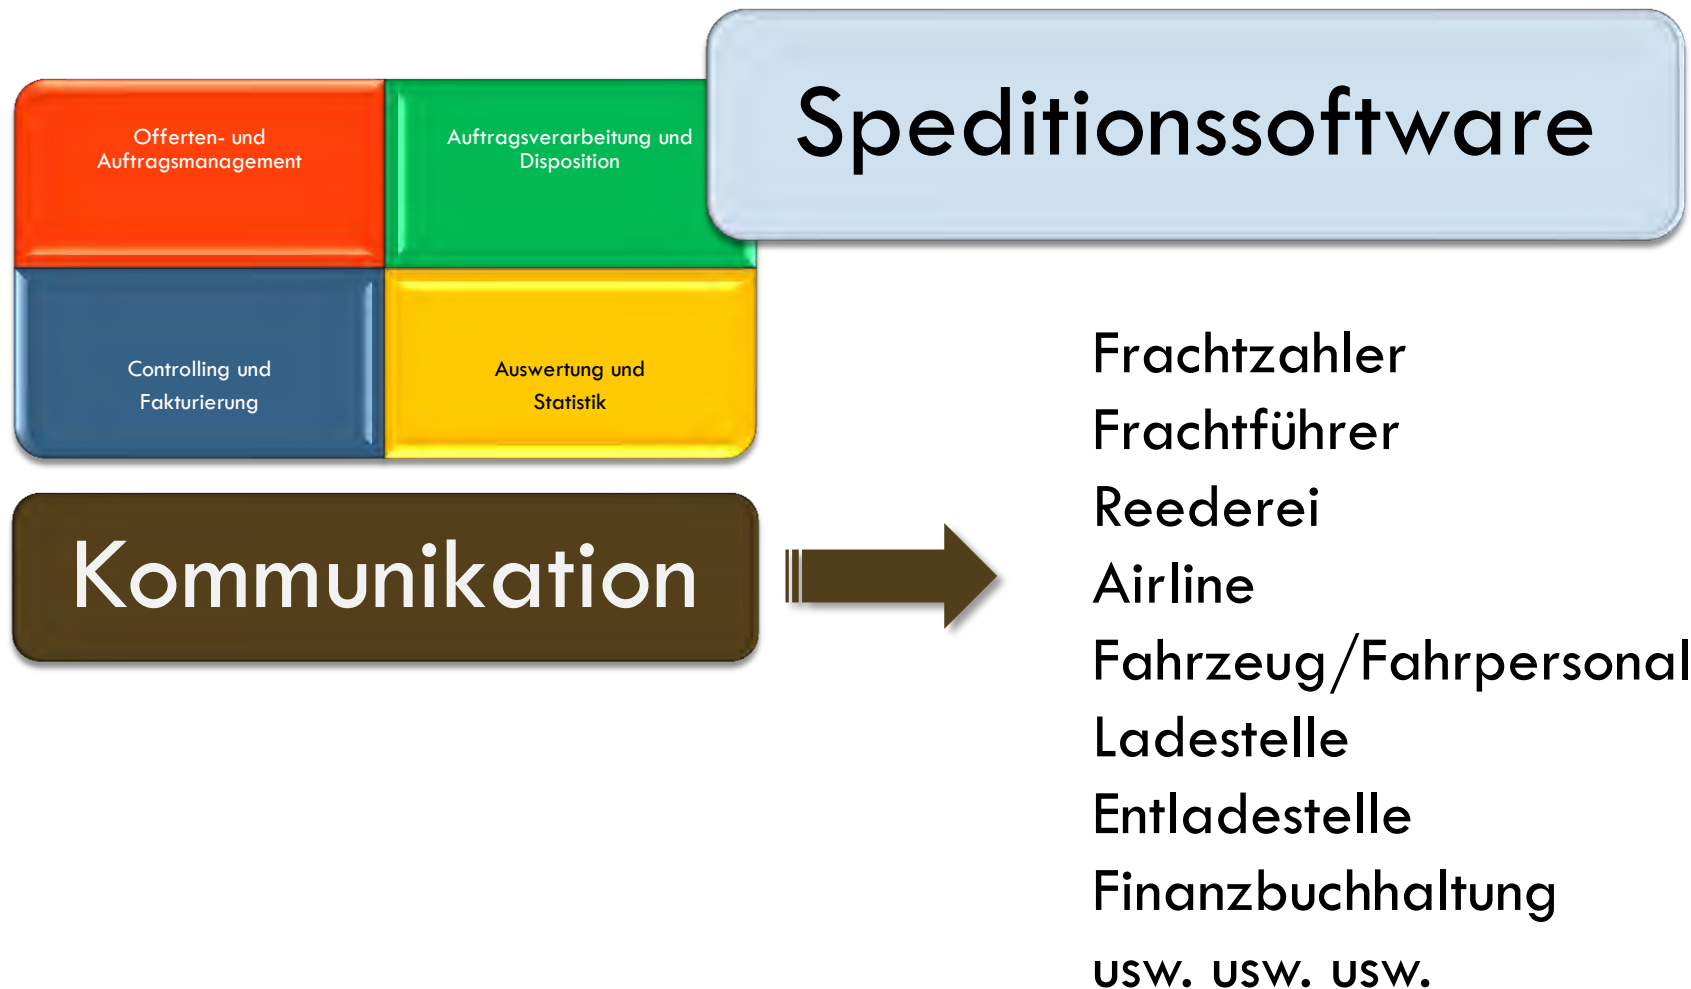 Speditionssoftware
Offerten- und
Auftragsmanagement
Auftragsverarbeitung und
Disposition
Controlling und
Fakturierung
Auswertung und
Statistik
Kommunikation
Frachtzahler
Frachtführer
Reederei
Airline
Fahrzeug/Fahrpersonal
Ladestelle
Entladestelle
Finanzbuchhaltung
usw. usw. usw.